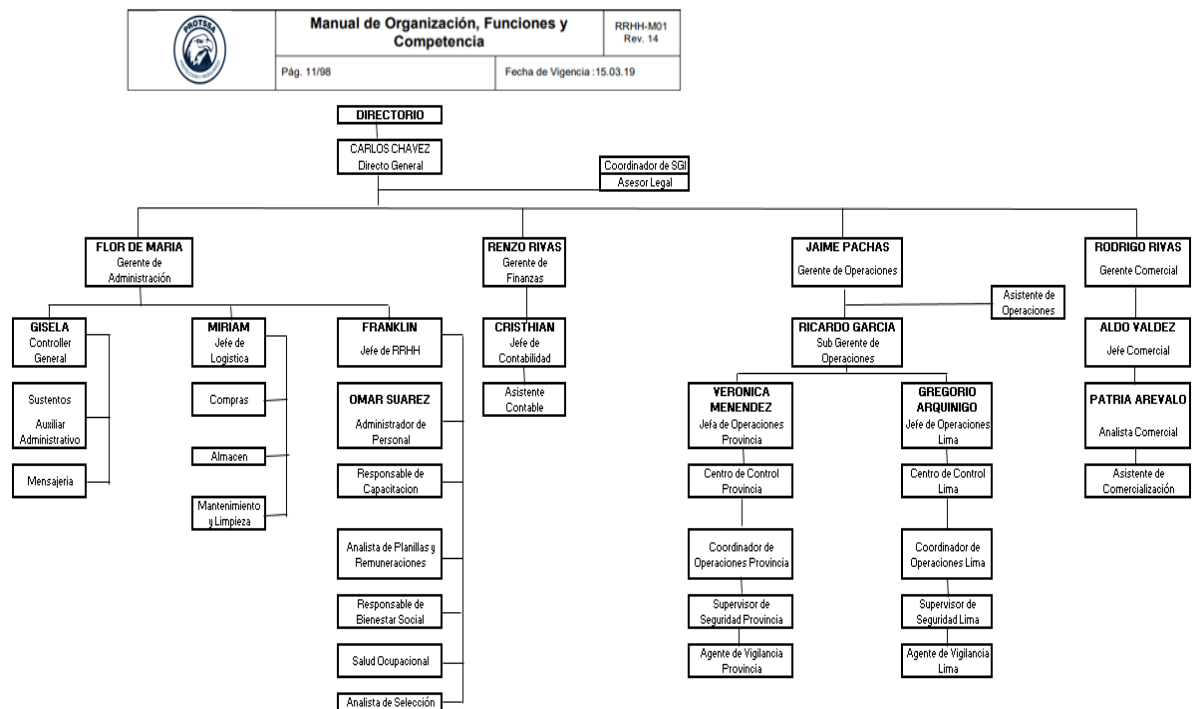 PROTSSA
Manual de Organización, Funciones y
Competencia
RRHH-M01
Rev. 14
Pág. 11/98
Fecha de Vigencia :15.03.19
DIRECTORIO
CARLOS CHAVEZ
Directo General
Coordinador de SGI
Asesor Legal
FLOR DE MARIA
Gerente de
Administración
RENZO RIVAS
Gerente de
Finanzas
JAIME PACHAS
Gerente de Operaciones
RODRIGO RIVAS
Gerente Comercial
Asistente de
Operaciones
GISELA
Controller
General
MIRIAM
Jefe de
Logistica
FRANKLIN
Jefe de RRHH
CRISTHIAN
Jefe de
Contabilidad
RICARDO GARCIA
Sub Gerente de
Operaciones
ALDO VALDEZ
Jefe Comercial
Sustentos
Auxiliar
Administrativo
Mensajeria
Compras
Almacen
Mantenimiento
y Limpieza
OMAR SUAREZ
Administrador de
Personal
Responsable de
Capacitacion
Analista de Planillas y
Remuneraciones
Responsable de
Bienestar Social
Salud Ocupacional
Analista de Selección
Asistente
Contable
VERONICA
MENENDEZ
Jefa de Operaciones
Provincia
Centro de Control
Provincia
Coordinador de
Operaciones Provincia
Supervisor de
Seguridad Provincia
Agente de Vigilancia
Provincia
GREGORIO
ARQUINIGO
Jefe de Operaciones
Lima
Centro de Control
Lima
Coordinador de
Operaciones Lima
Supervisor de
Seguridad Lima
Agente de Vigilancia
Lima
PATRIA AREVALO
Analista Comercial
Asistente de
Comercialización